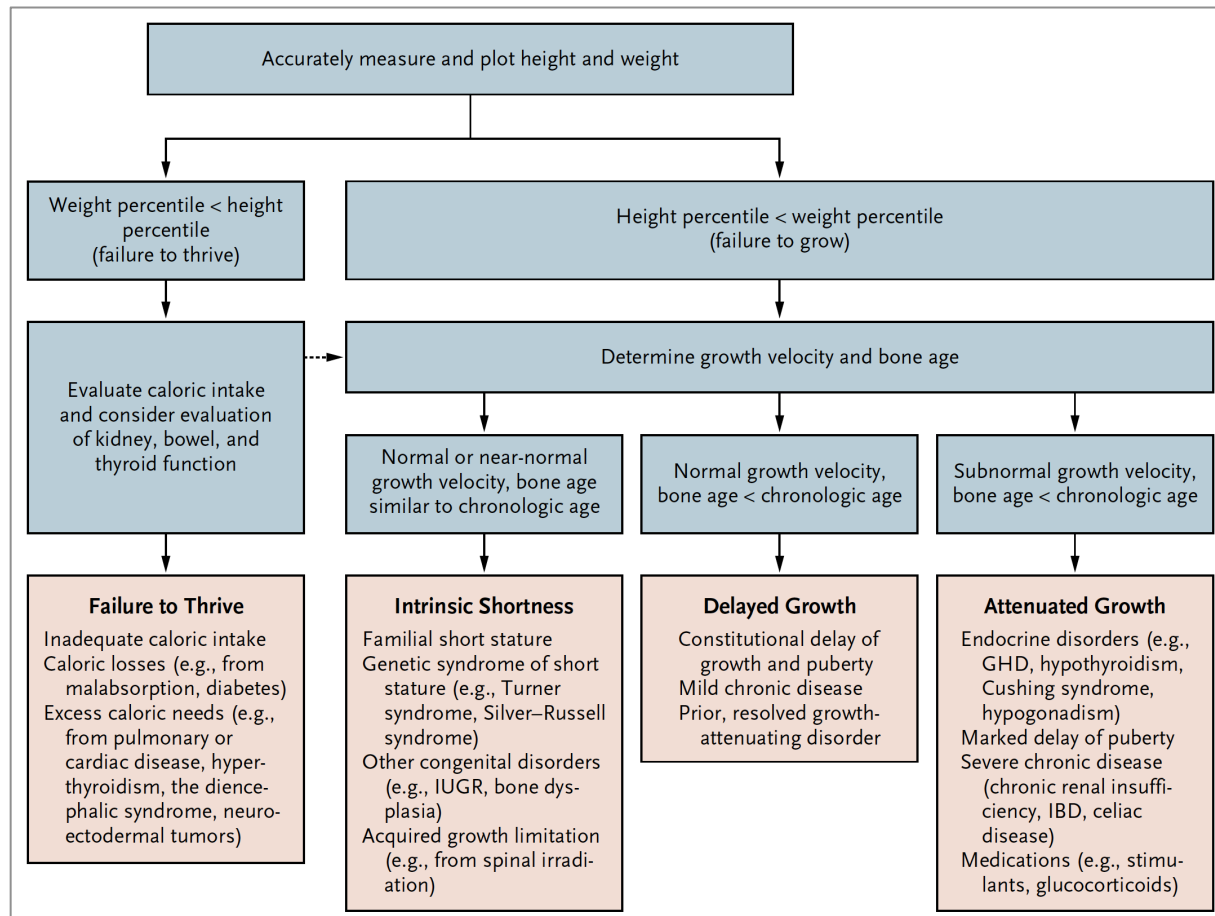 Accurately measure and plot height and weight
Weight percentile < height
percentile
(failure to thrive)
Height percentile < weight percentile
(failure to grow)
Evaluate caloric intake
and consider evaluation
of kidney, bowel, and
thyroid function
Determine growth velocity and bone age
Normal or near-normal
growth velocity, bone age
similar to chronologic age
Normal growth velocity,
bone age < chronologic age
Subnormal growth velocity,
bone age < chronologic age
Failure to Thrive
Inadequate caloric intake
Caloric losses (e.g., from
malabsorption, diabetes)
Excess caloric needs (e.g.,
from pulmonary or
cardiac disease, hyper-
thyroidism, the dience-
phalic syndrome, neuro-
ectodermal tumors)
Intrinsic Shortness
Familial short stature
Genetic syndrome of short
stature (e.g., Turner
syndrome, Silver–Russell
syndrome)
Other congenital disorders
(e.g., IUGR, bone dys-
plasia)
Acquired growth limitation
(e.g., from spinal irradi-
ation)
Delayed Growth
Constitutional delay of
growth and puberty
Mild chronic disease
Prior, resolved growth-
attenuating disorder
Attenuated Growth
Endocrine disorders (e.g.,
GHD, hypothyroidism,
Cushing syndrome,
hypogonadism)
Marked delay of puberty
Severe chronic disease
(chronic renal insuffi-
ciency, IBD, celiac
disease)
Medications (e.g., stimu-
lants, glucocorticoids)